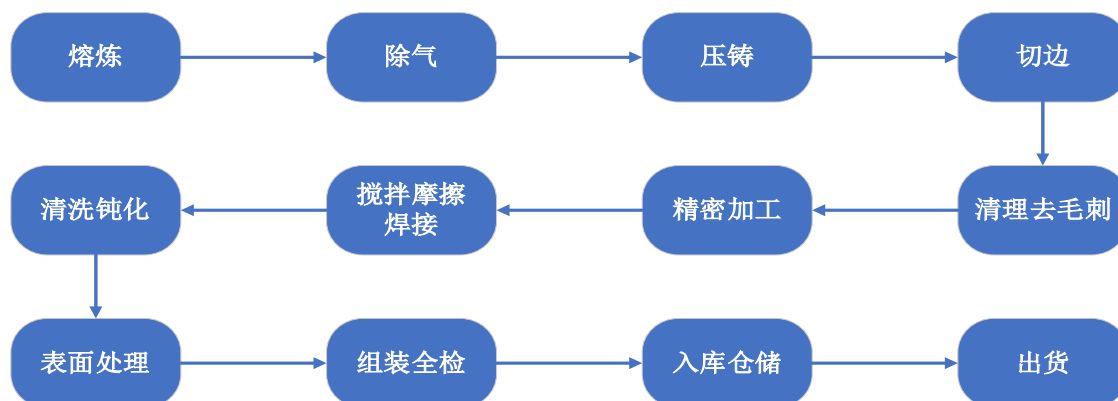 熔炼
除气
压铸
切边
清洗钝化
搅拌摩擦
焊接
精密加工
清理去毛刺
表面处理
组装全检
入库仓储
出货